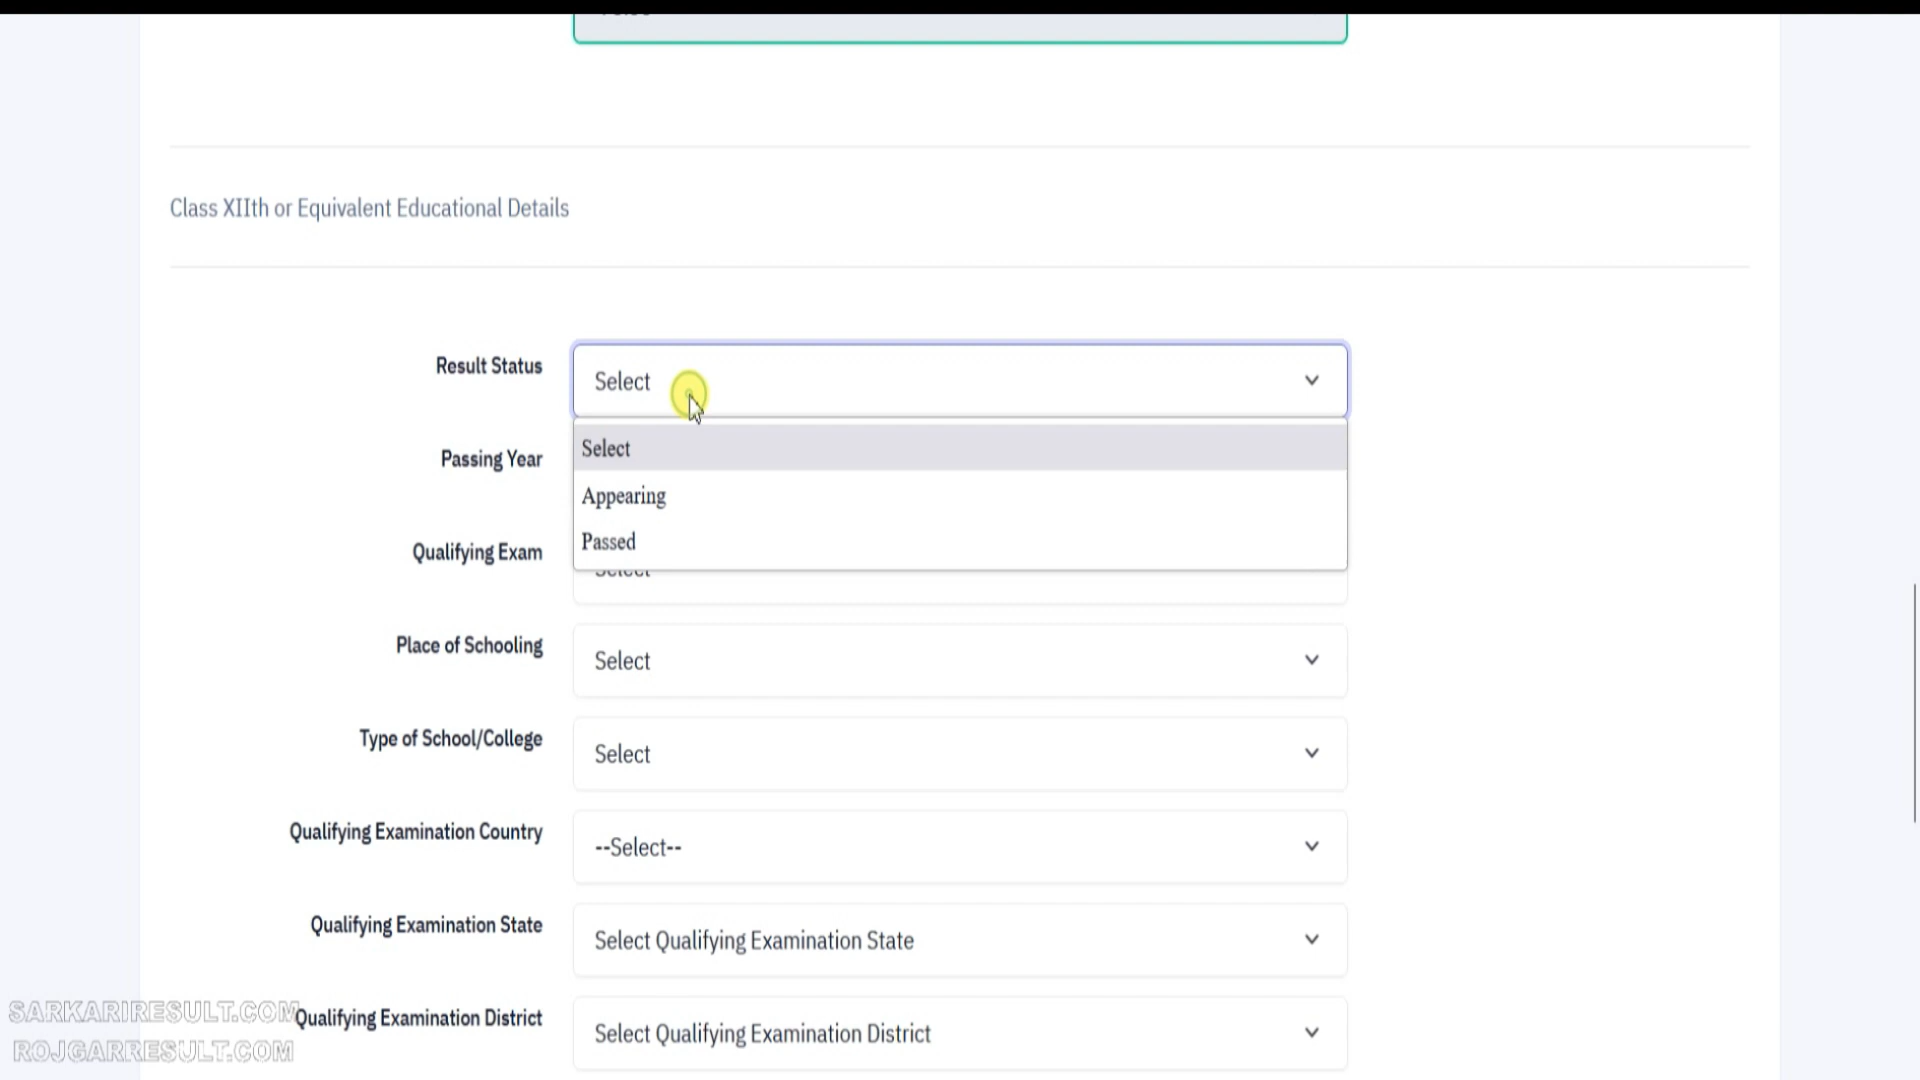 Class XIIth or Equivalent Educational Details
Result Status
Select
Select
Appearing
Passed
Passing Year
Qualifying Exam
Place of Schooling
Select
Type of School/College
Select
Qualifying Examination Country
--Select--
Qualifying Examination State
Select Qualifying Examination State
Qualifying Examination District
Select Qualifying Examination District
SARKARIRESULT.COM
ROJGARRESULT.COM